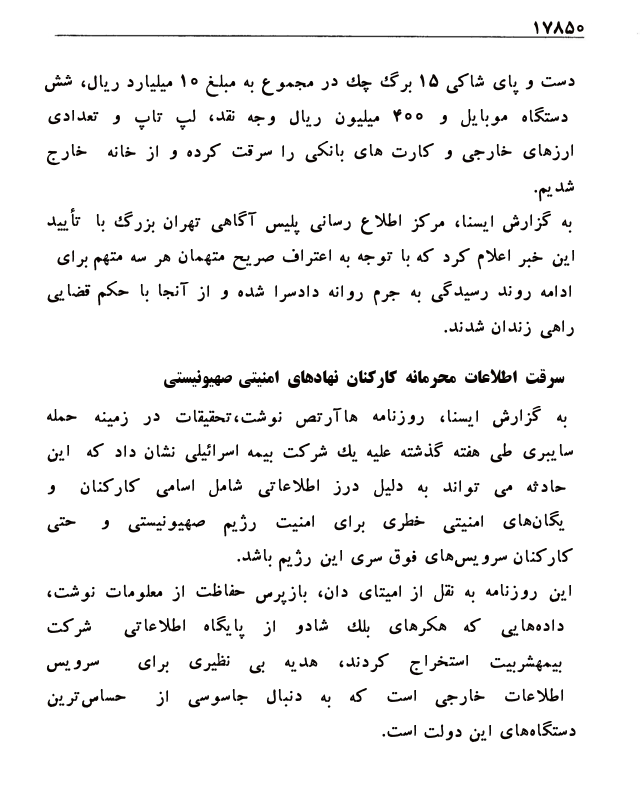 ۱۷۸۵۰
دست و پای شاکی ۱۵ برگ چك در مجموع به مبلغ ۱۰ میلیارد ریال، شش
دستگاه موبایل و ۴۰۰ میلیون ریال وجه نقد، لپ تاپ و تعدادی
ارزهای خارجی و کارت های بانکی را سرقت کرده و از خانه خارج
شدیم.
به گزارش ایسنا، مرکز اطلاع رسانی پلیس آگاهی تهران بزرگ با تأیید
این خبر اعلام کرد که با توجه به اعتراف صریح متهمان هر سه متهم برای
ادامه روند رسیدگی به جرم روانه دادسرا شده و از آنجا با حکم قضایی
راهی زندان شدند.
سرقت اطلاعات محرمانه کارکنان نهادهای امنیتی صهیونیستی
به گزارش ایسنا، روزنامه هاآرتص نوشت،تحقیقات در زمینه حمله
سایبری طی هفته گذشته علیه یك شرکت بیمه اسرائیلی نشان داد که این
حادثه می تواند به دلیل درز اطلاعاتی شامل اسامی کارکنان و
یگان‌های امنیتی خطری برای امنیت رژیم صهیونیستی و حتی
کارکنان سرویس‌های فوق سری این رژیم باشد.
این روزنامه به نقل از امیتای دان، بازپرس حفاظت از معلومات نوشت،
داده‌هایی که هکرهای بلك شادو از پایگاه اطلاعاتی شرکت
بیمهشربیت استخراج کردند، هدیه بی نظیری برای سرویس
اطلاعات خارجی است که به دنبال جاسوسی از حساس‌ترین
دستگاه‌های این دولت است.